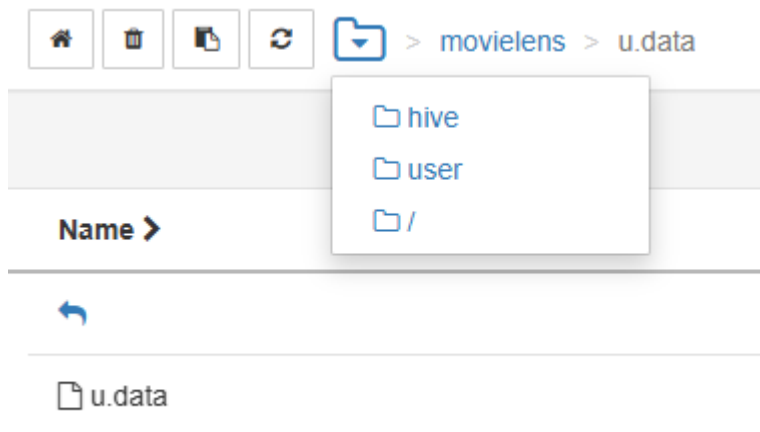 > movielens > u.data
hive
user
/
Name
u.data